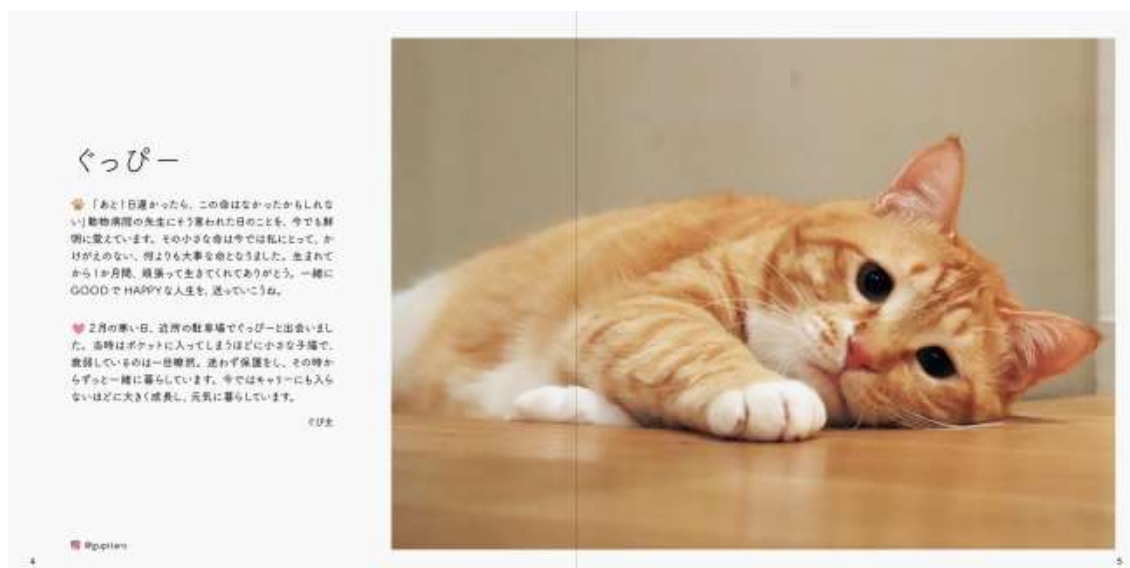 ぐっぴー
「あと1日遅かったら、この命はなかったかもしれな
い」動物病院の先生にそう言われた日のことを、今でも鮮
明に覚えています。その小さな命は今では私にとって、か
けがえのない、何よりも大事な命となりました。生まれて
から1か月間、頑張って生きてくれてありがとう。一緒に
GOODで HAPPYな人生を、送っていこうね。
2月の寒い日、近所の駐車場でぐっぴーと出会いまし
た。当時はポケットに入ってしまうほどに小さな子猫で、
衰弱しているのは一目瞭然。迷わず保護をし、その時か
らずっと一緒に暮らしています。今ではキャリーにも入ら
ないほどに大きく成長し、元気に暮らしています。
ぐぴ主
4
5